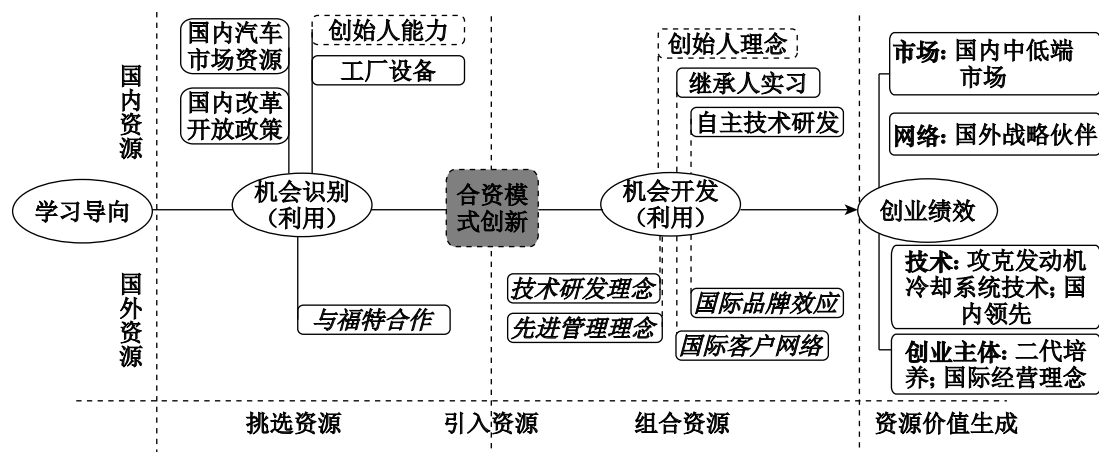 国内汽车
市场资源
国内改革
开放政策
创始人能力
工厂设备
创始人理念
继承人实习
自主技术研发
市场: 国内中低端
市场
网络: 国外战略伙伴
国内资源
学习导向
机会识别
(利用)
合资模
式创新
机会开发
(利用)
创业绩效
国外资源
与福特合作
技术研发理念
先进管理理念
国际品牌效应
国际客户网络
技术: 攻克发动机
冷却系统技术; 国
内领先
创业主体: 二代培
养; 国际经营理念
挑选资源
引入资源
组合资源
资源价值生成